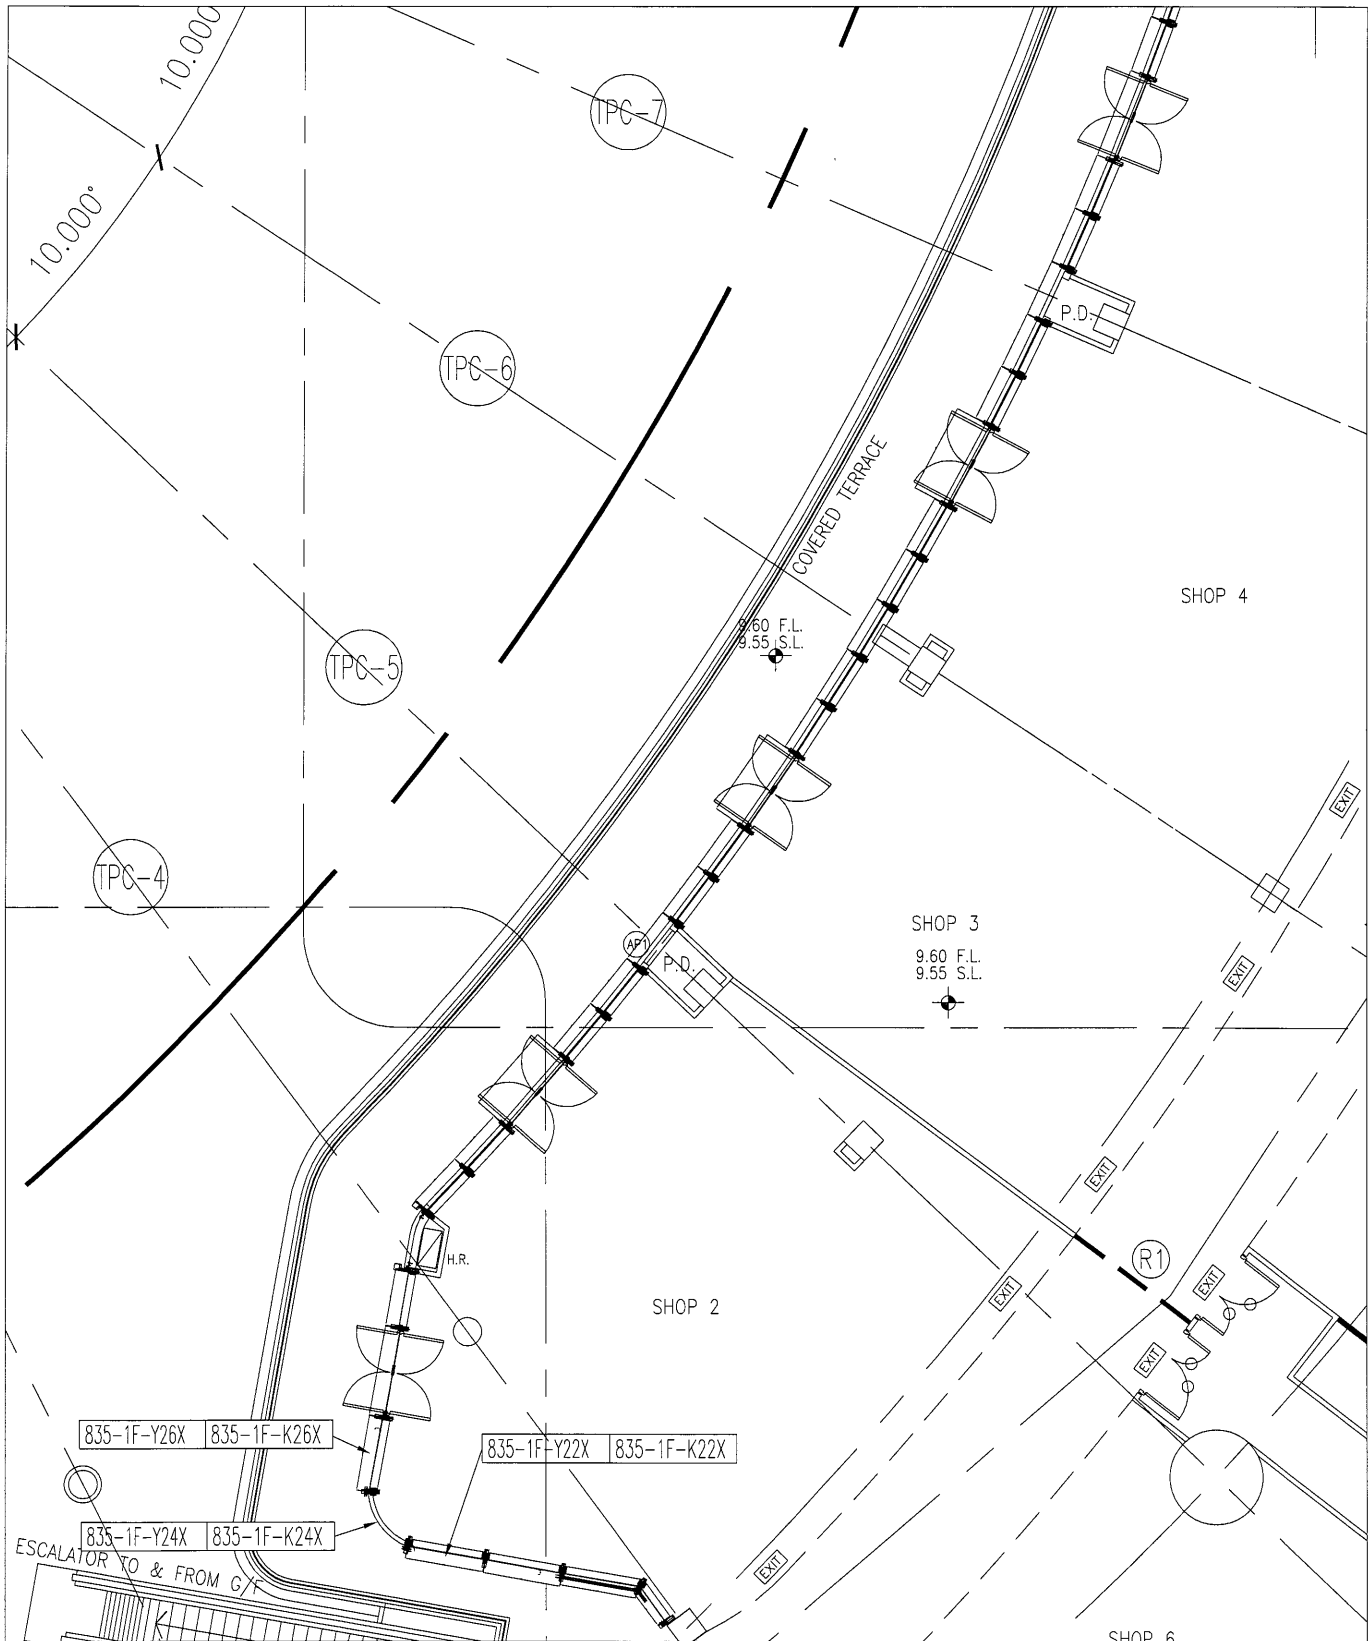 10.000°
TPC-7
10.000°
P.D.
TPC-6
COVERED TERRACE
SHOP 4
9.60 F.L.
9.55 S.L.
TPC-5
EXIT
TPC-4
SHOP 3
AP1
P.D.
9.60 F.L.
9.55 S.L.
EXIT
EXIT
H.R.
R1
EXIT
EXIT
SHOP 2
EXIT
835-1F-Y26X 835-1F-K26X
835-1F-Y22X 835-1F-K22X
835-1F-Y24X 835-1F-K24X
ESCALATOR TO & FROM G/F
EXIT
SHOP 6